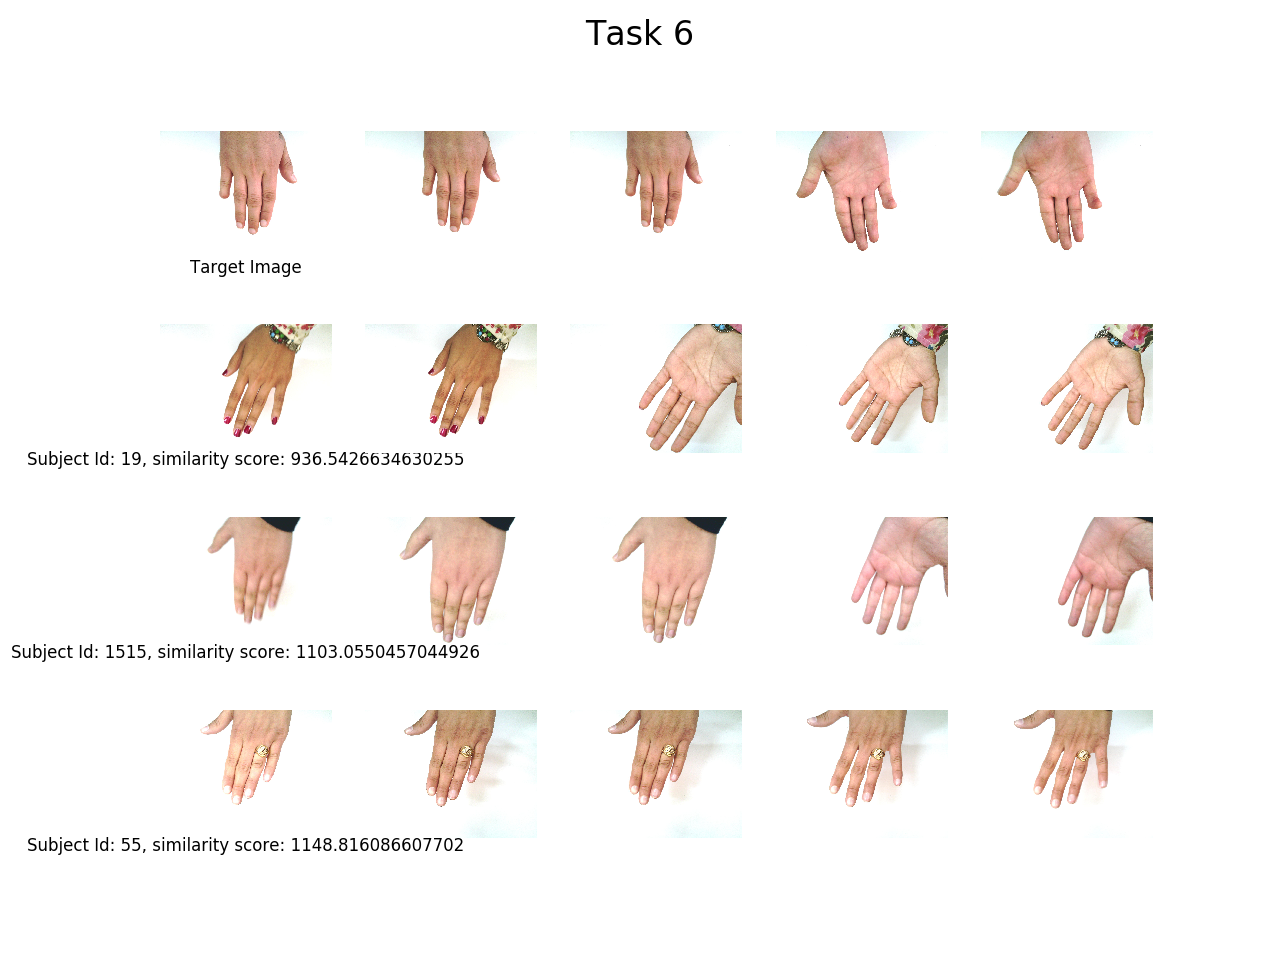 Task 6
Target Image
Subject Id: 19, similarity score: 936.5426634630255
Subject Id: 1515, similarity score: 1103.0550457044926
Subject Id: 55, similarity score: 1148.816086607702